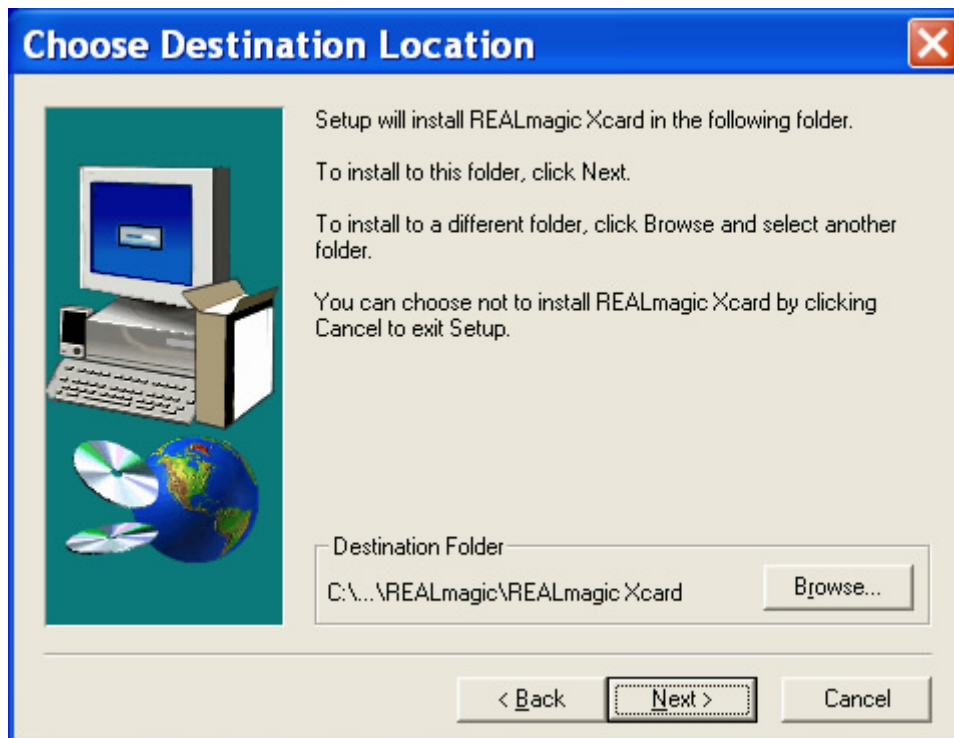 Choose Destination Location
Setup will install REALmagic Xcard in the following folder.
To install to this folder, click Next.
To install to a different folder, click Browse and select another
folder.
You can choose not to install REALmagic Xcard by clicking
Cancel to exit Setup.
Destination Folder
C:\...\REALmagic\REALmagic Xcard
Browse...
< Back
Next >
Cancel